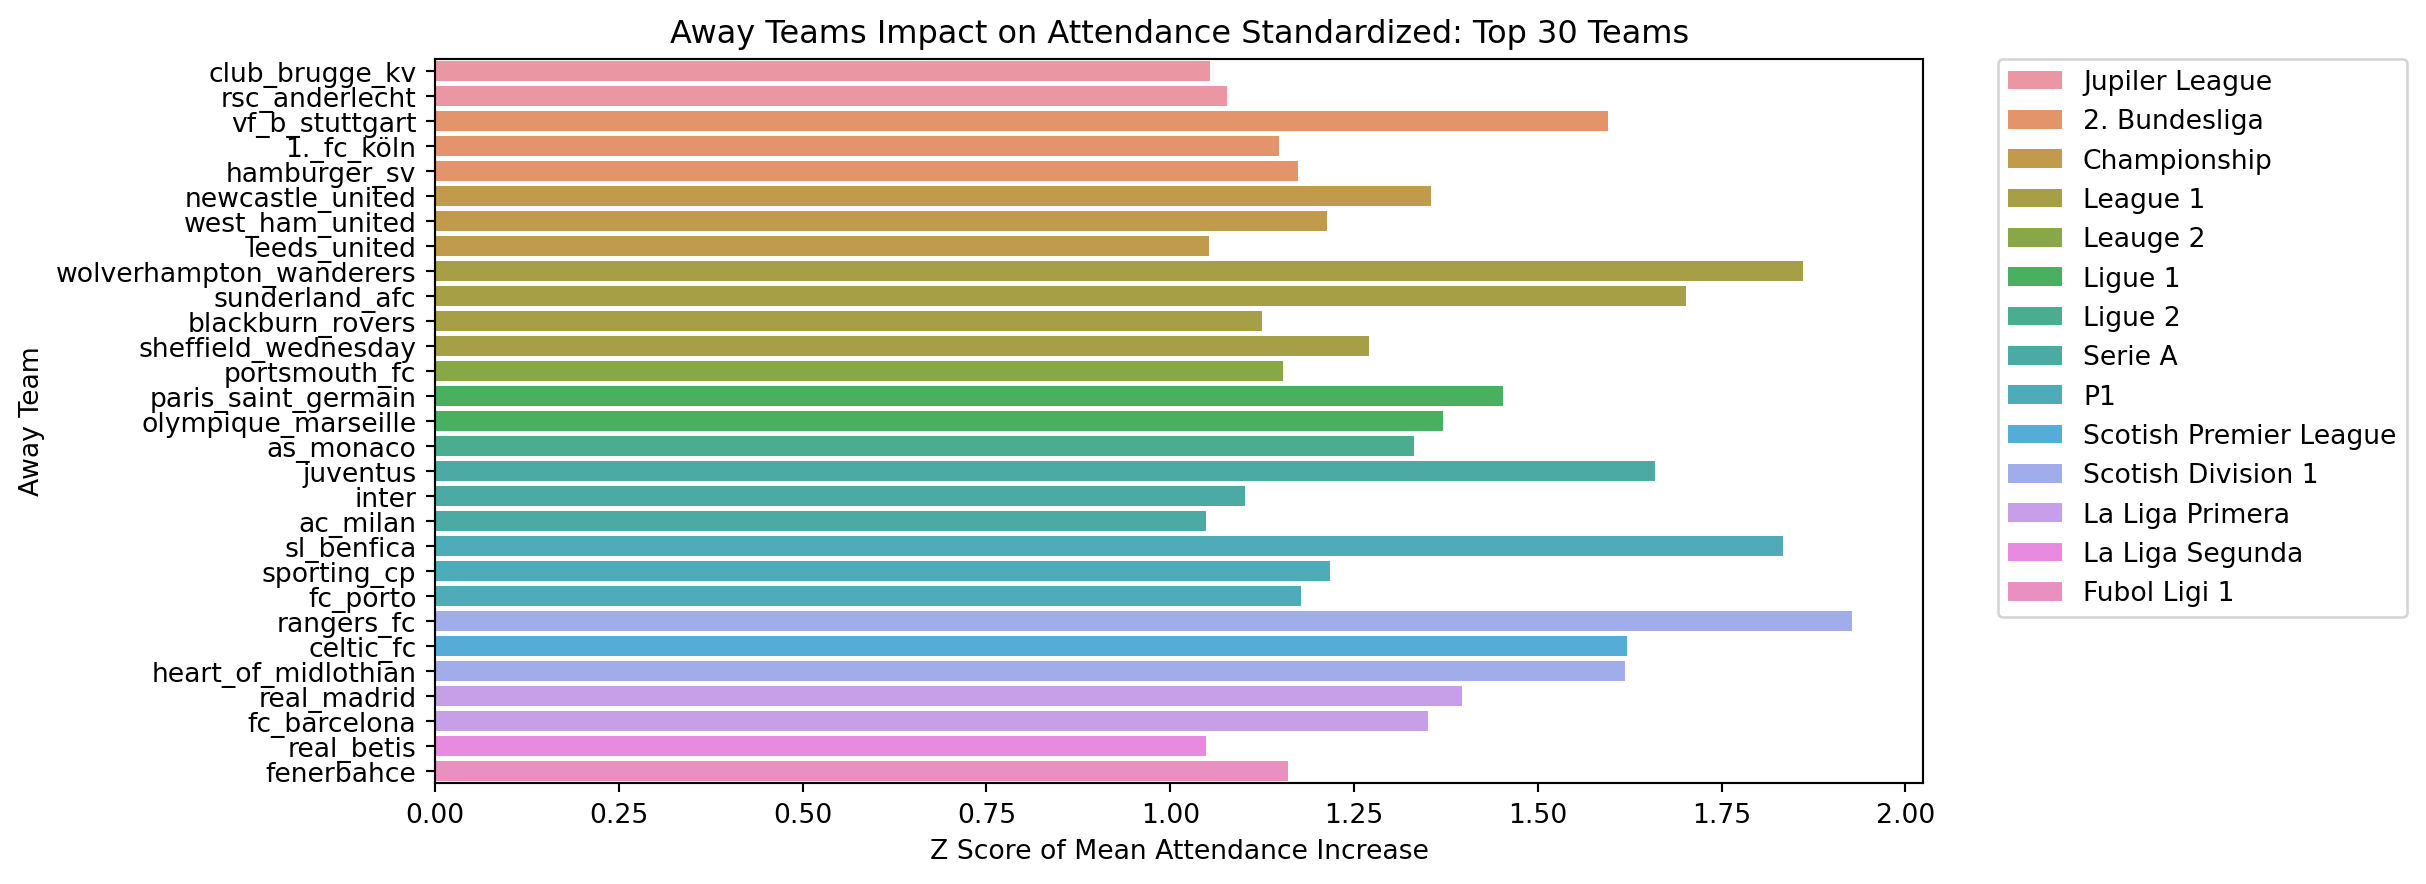 Away Teams Impact on Attendance Standardized: Top 30 Teams
Away Team
club_brugge_kv
rsc_anderlecht
vf_b_stuttgart
1._fc_köln
hamburger_sv
newcastle_united
west_ham_united
leeds_united
wolverhampton_wanderers
sunderland_afc
blackburn_rovers
sheffield_wednesday
portsmouth_fc
paris_saint_germain
olympique_marseille
as_monaco
juventus
inter
ac_milan
sl_benfica
sporting_cp
fc_porto
rangers_fc
celtic_fc
heart_of_midlothian
real_madrid
fc_barcelona
real_betis
fenerbahce
0.00 0.25 0.50 0.75 1.00 1.25 1.50 1.75 2.00
Z Score of Mean Attendance Increase
Jupiler League
2. Bundesliga
Championship
League 1
Leauge 2
Ligue 1
Ligue 2
Serie A
P1
Scotish Premier League
Scotish Division 1
La Liga Primera
La Liga Segunda
Fubol Ligi 1